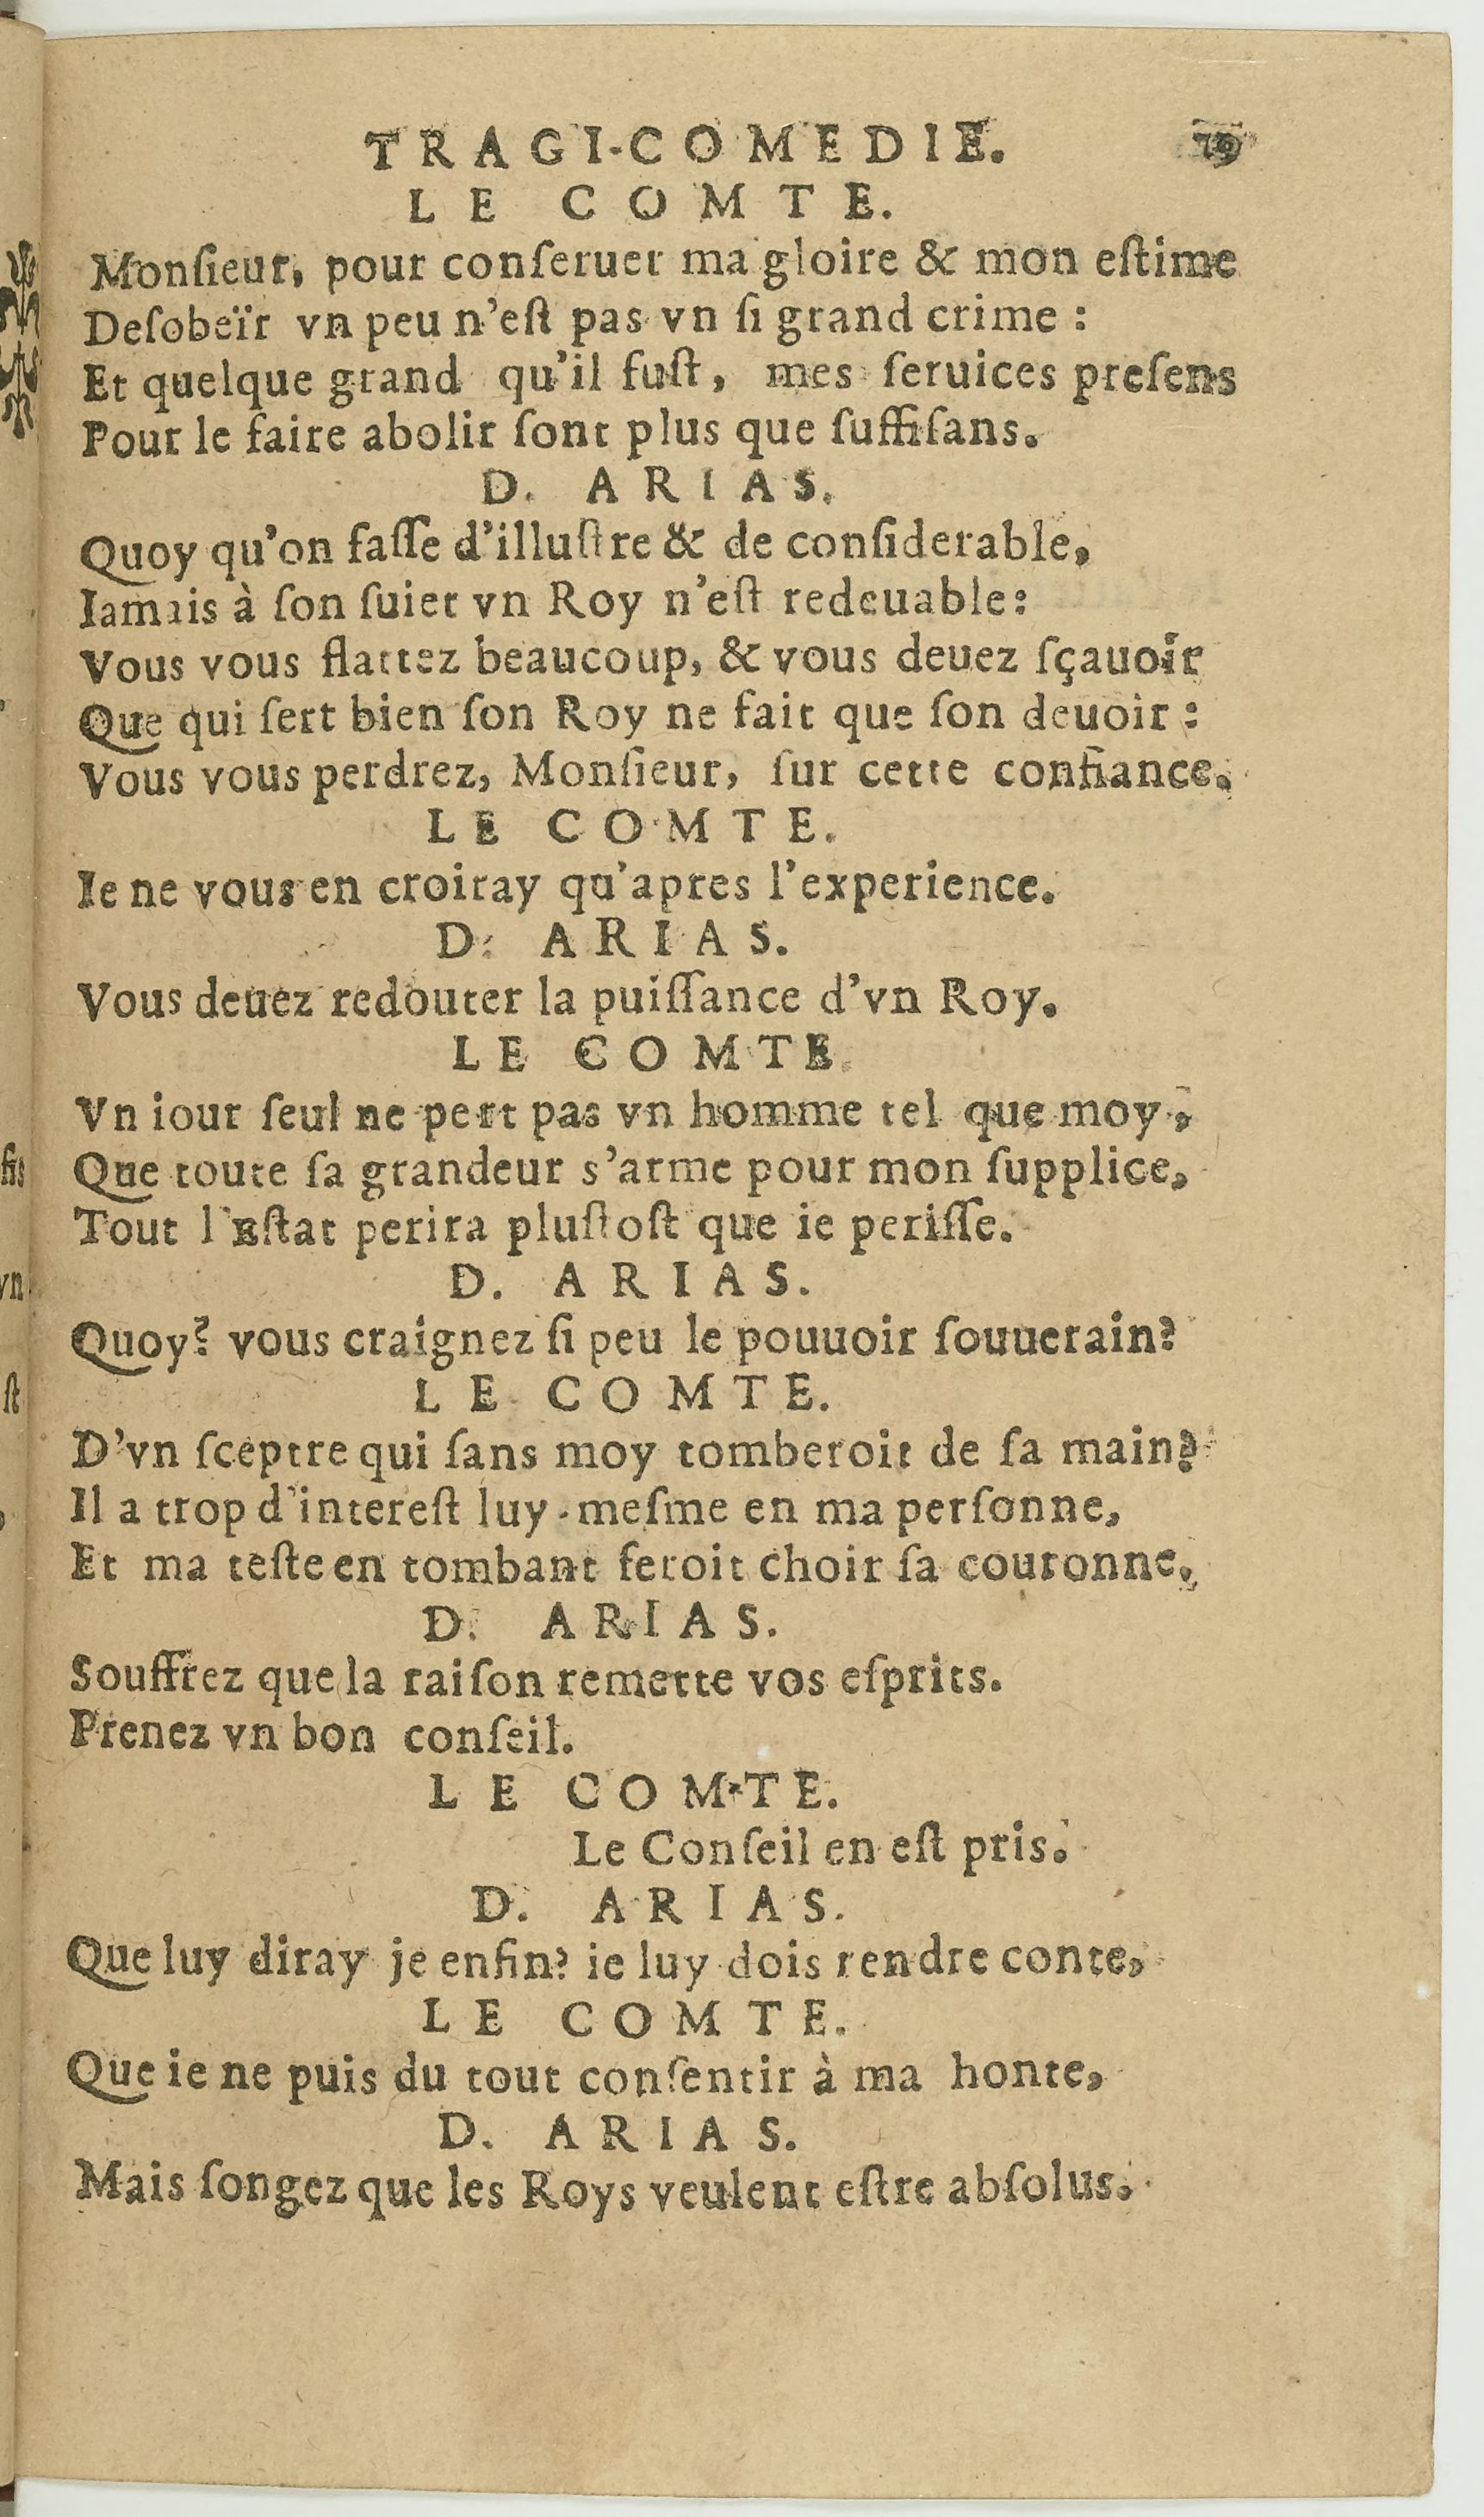 TRAGI-COMEDIE. 19
LE COMTE.
Monſieur, pour conſeruer ma gloire & mon eſtime
Deſobeïr vn peu n'eſt pas vn ſi grand crime :
Et quelque grand qu'il fuſt, mes ſeruices preſens
Pour le faire abolir ſont plus que ſuffiſans.
D. ARIAS.
Quoy qu'on faſſe d'illuſtre & de conſiderable,
Iamais à ſon ſuiet vn Roy n'eſt redeuable:
Vous vous flattez beaucoup, & vous deuez ſçauoir
Que qui ſert bien ſon Roy ne fait que ſon deuoir :
Vous vous perdrez, Monſieur, ſur cette confiance.
LE COMTE.
Ie ne vous en croiray qu'apres l'experience.
D. ARIAS.
Vous deuez redouter la puiſſance d'vn Roy.
LE COMTE.
Vn iour ſeul ne pert pas vn homme tel que moy,
Que toute ſa grandeur s'arme pour mon ſupplice,
Tout l'Eſtat perira pluſtoſt que ie periſſe.
D. ARIAS.
Quoy? vous craignez ſi peu le pouuoir ſouuerain?
LE COMTE.
D'vn ſceptre qui ſans moy tomberoit de ſa main?
Il a trop d'intereſt luy-meſme en ma perſonne,
Et ma teſte en tombant feroit choir ſa couronne.
D. ARIAS.
Souffrez que la raiſon remette vos eſprits.
Prenez vn bon conſeil.
LE COMTE.
Le Conſeil en eſt pris.
D. ARIAS.
Que luy diray je enfin? ie luy dois rendre conte,
LE COMTE.
Que ie ne puis du tout conſentir à ma honte,
D. ARIAS.
Mais ſongez que les Roys veulent eſtre abſolus.